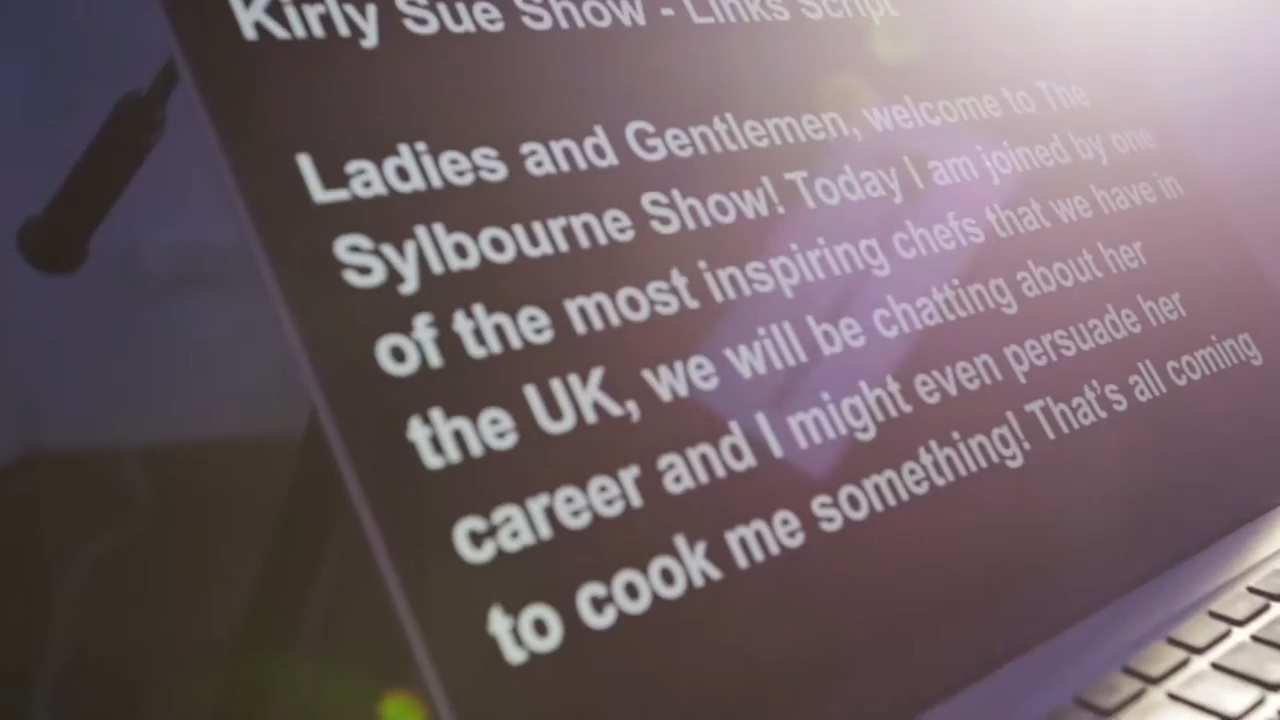 Kirly Sue Show - Links Script
Ladies and Gentlemen, welcome to The
Sylbourne Show! Today I am joined by one
of the most inspiring chefs that we have in
the UK, we will be chatting about her
career and I might even persuade her
to cook me something! That's all coming